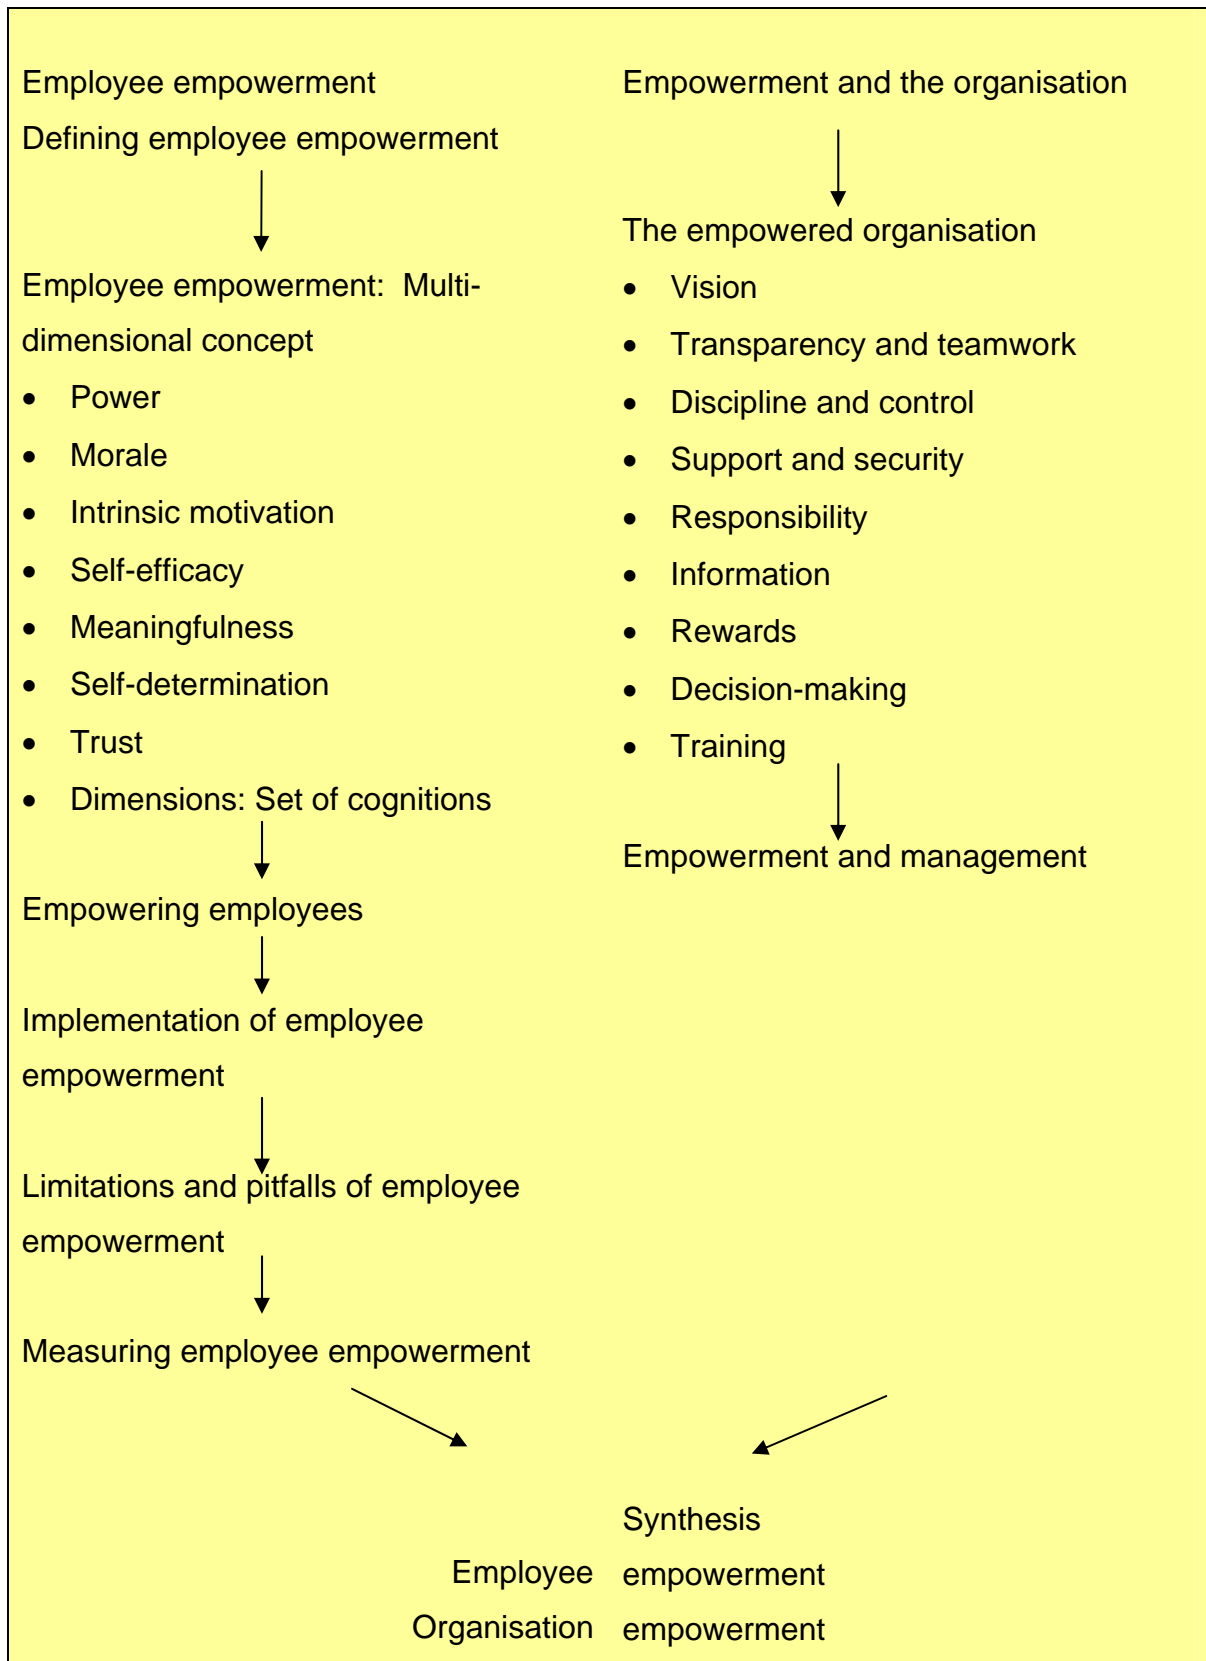 Employee empowerment
Defining employee empowerment
Employee empowerment:  Multi-
dimensional concept
• Power
• Morale
• Intrinsic motivation
• Self-efficacy
• Meaningfulness
• Self-determination
• Trust
• Dimensions: Set of cognitions
Empowering employees
Implementation of employee
empowerment
Limitations and pitfalls of employee
empowerment
Measuring employee empowerment
Empowerment and the organisation
The empowered organisation
• Vision
• Transparency and teamwork
• Discipline and control
• Support and security
• Responsibility
• Information
• Rewards
• Decision-making
• Training
Empowerment and management
Synthesis
Employee empowerment
Organisation empowerment